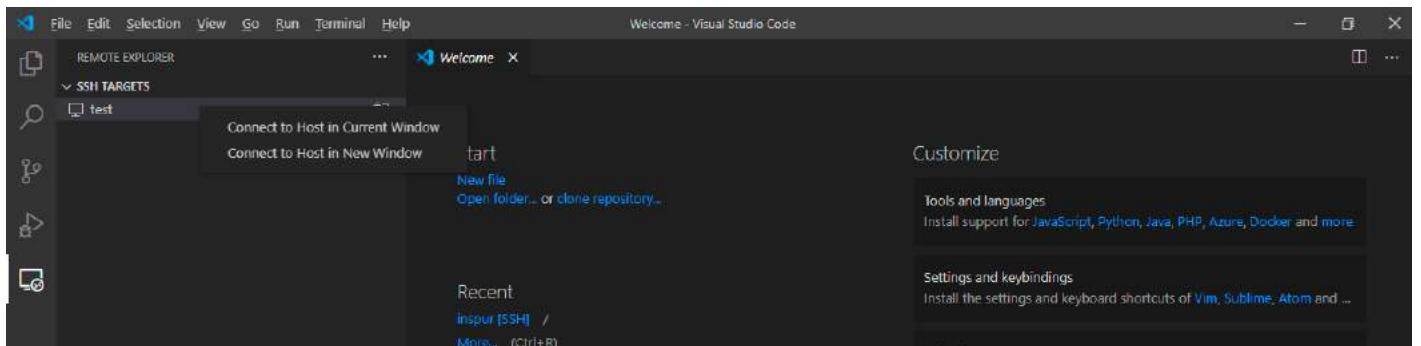 File Edit Selection View Go Run Terminal Help
Welcome - Visual Studio Code
REMOTE EXPLORER
Welcome
SSH TARGETS
test
Connect to Host in Current Window
Connect to Host in New Window
tart
New file
Open folder... or clone repository...
Recent
inspur [SSH] /
More... (Ctrl+R)
Customize
Tools and languages
Install support for JavaScript, Python, Java, PHP, Azure, Docker and more
Settings and keybindings
Install the settings and keyboard shortcuts of Vim, Sublime, Atom and ...